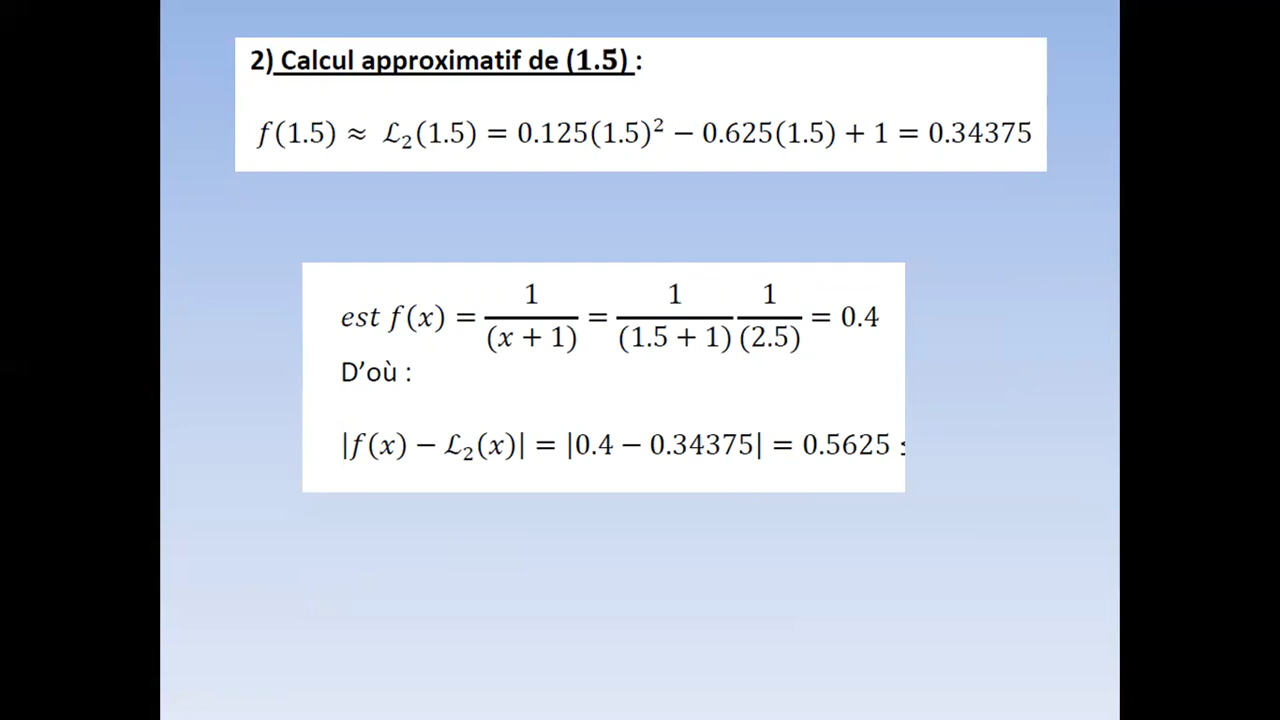 2) Calcul approximatif de (1.5) :
f(1.5) ≈ ℒ₂(1.5) = 0.125(1.5)² − 0.625(1.5) + 1 = 0.34375
est f(x) = 1/(x + 1) = 1/(1.5 + 1) 1/(2.5) = 0.4
D’où :
|f(x) − ℒ₂(x)| = |0.4 − 0.34375| = 0.5625